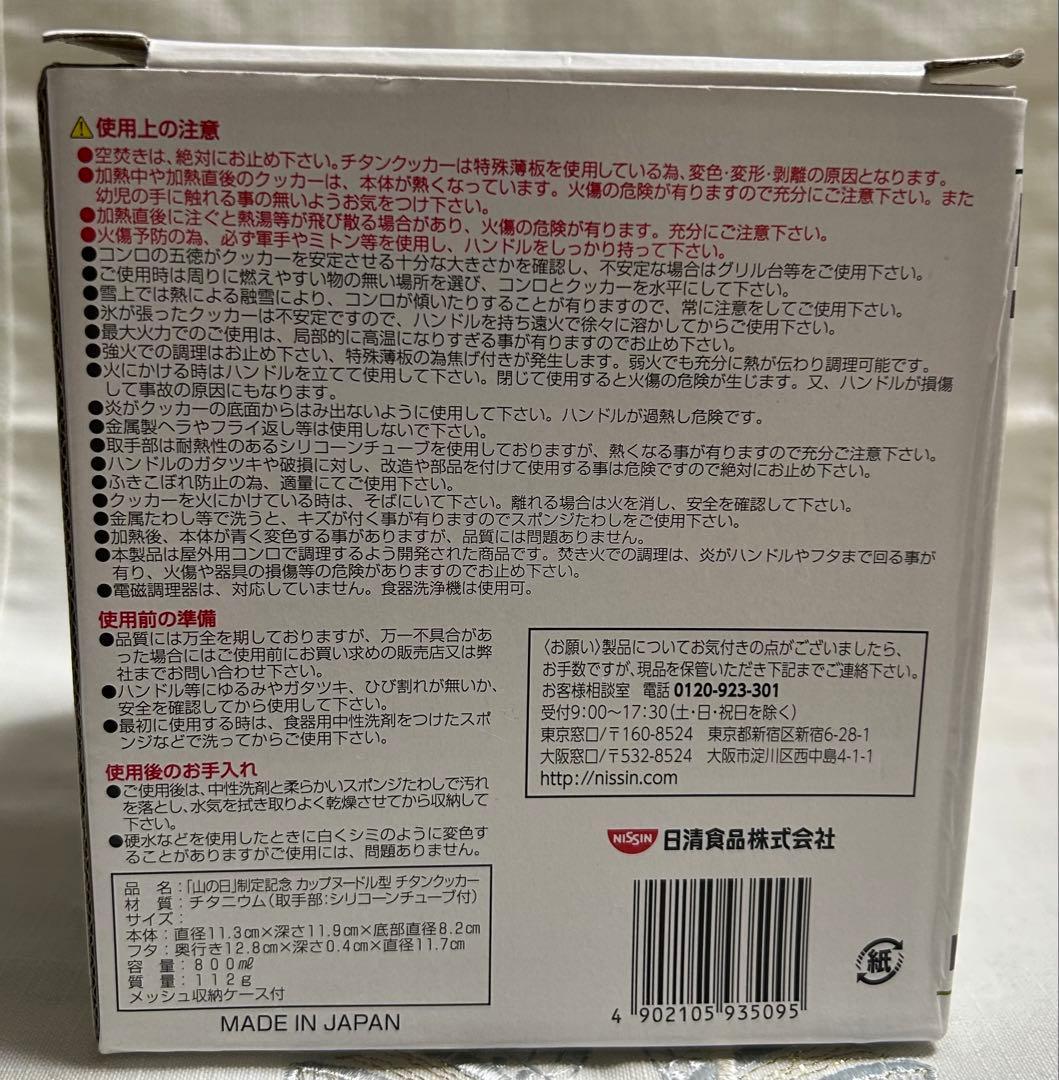 ⚠使用上の注意
●空焚きは、絶対にお止め下さい。チタンクッカーは特殊薄板を使用している為、変色・変形・剥離の原因となります。
●加熱中や加熱直後のクッカーは、本体が熱くなっています。火傷の危険が有りますので充分にご注意下さい。また
幼児の手に触れる事の無いようお気をつけ下さい。
●加熱直後に注ぐと熱湯等が飛び散る場合があり、火傷の危険が有ります。充分にご注意下さい。
●火傷予防の為、必ず軍手やミトン等を使用し、ハンドルをしっかり持って下さい。
●コンロの五徳がクッカーを安定させる十分な大きさかを確認し、不安定な場合はグリル台等をご使用下さい。
●ご使用時は周りに燃えやすい物の無い場所を選び、コンロとクッカーを水平にして下さい。
●雪上では熱による融雪により、コンロが傾いたりすることが有りますので、常に注意をしてご使用下さい。
●氷が張ったクッカーは不安定ですので、ハンドルを持ち遠火で徐々に溶かしてからご使用下さい。
●最大火力でのご使用は、局部的に高温になりすぎる事が有りますのでお止め下さい。
●強火での調理はお止め下さい、特殊薄板の為焦げ付きが発生します。弱火でも充分に熱が伝わり調理可能です。
●火にかける時はハンドルを立てて使用して下さい。閉じて使用すると火傷の危険が生じます。又、ハンドルが損傷
して事故の原因にもなります。
●炎がクッカーの底面からはみ出ないように使用して下さい。ハンドルが過熱し危険です。
●金属製ヘラやフライ返し等は使用しないで下さい。
●取手部は耐熱性のあるシリコーンチューブを使用しておりますが、熱くなる事が有りますので充分ご注意下さい。
●ハンドルのガタツキや破損に対し、改造や部品を付けて使用する事は危険ですので絶対にお止め下さい。
●ふきこぼれ防止の為、適量にてご使用下さい。
●クッカーを火にかけている時は、そばにいて下さい。離れる場合は火を消し、安全を確認して下さい。
●金属たわし等で洗うと、キズが付く事が有りますのでスポンジたわしをご使用下さい。
●加熱後、本体が青く変色する事がありますが、品質には問題ありません。
●本製品は屋外用コンロで調理するよう開発された商品です。焚き火での調理は、炎がハンドルやフタまで回る事が
有り、火傷や器具の損傷等の危険がありますのでお止め下さい。
●電磁調理器は、対応していません。食器洗浄機は使用可。
使用前の準備
●品質には万全を期しておりますが、万一不具合があ
った場合にはご使用前にお買い求めの販売店又は弊
社までお問い合わせ下さい。
●ハンドル等にゆるみやガタツキ、ひび割れが無いか、
安全を確認してから使用して下さい。
●最初に使用する時は、食器用中性洗剤をつけたスポ
ンジなどで洗ってからご使用下さい。
使用後のお手入れ
●ご使用後は、中性洗剤と柔らかいスポンジたわしで汚れ
を落とし、水気を拭き取りよく乾燥させてから収納して
下さい。
●硬水などを使用したときに白くシミのように変色す
ることがありますがご使用には、問題ありません。
品 名:「山の日」制定記念 カップヌードル型 チタンクッカー
材 質:チタニウム(取手部:シリコーンチューブ付)
サイズ:
本体:直径11.3cm×深さ11.9cm×底部直径8.2cm
フタ:奥行き12.8cm×深さ0.4cm×直径11.7cm
容 量:800㎖
質 量:112g
メッシュ収納ケース付
MADE IN JAPAN
〈お願い〉製品についてお気付きの点がございましたら、
お手数ですが、現品を保管いただき下記までご連絡下さい。
お客様相談室 電話 0120-923-301
受付9:00~17:30(土・日・祝日を除く)
東京窓口/〒160-8524 東京都新宿区新宿6-28-1
大阪窓口/〒532-8524 大阪市淀川区西中島4-1-1
http://nissin.com
NISSIN 日清食品株式会社
4 902105 935095
紙